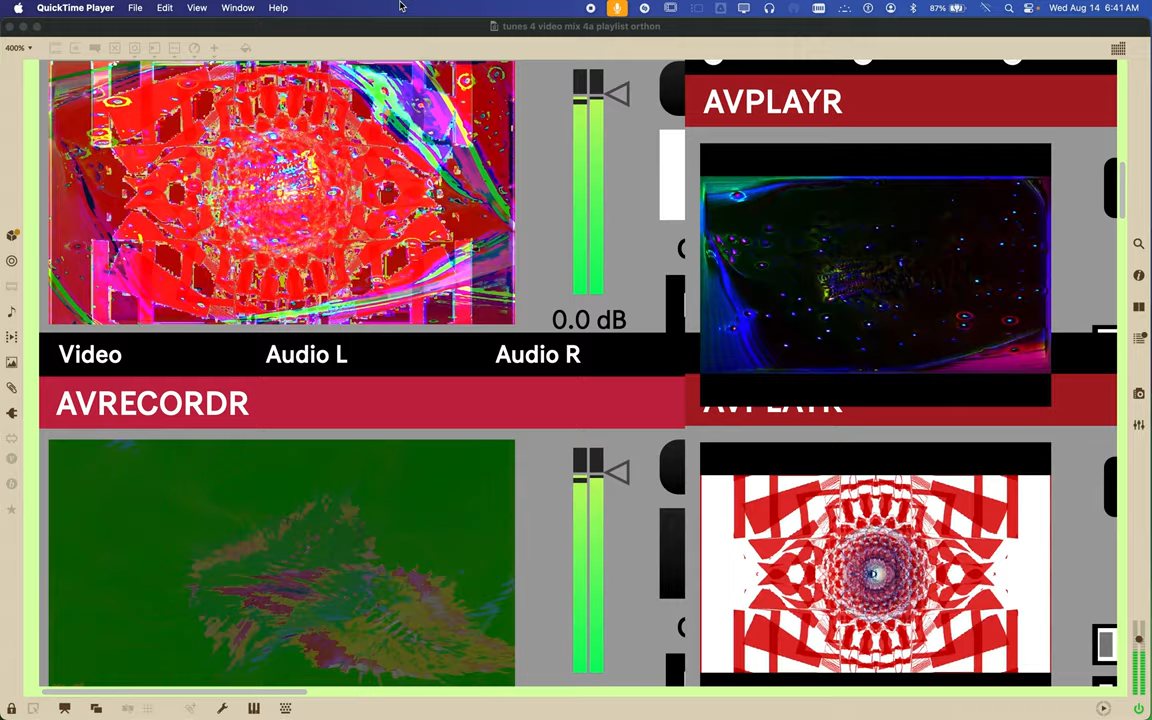 QuickTime Player File Edit View Window Help 87% Wed Aug 14 6:41 AM
tunes 4 video mix 4a playlist orthon
400%
AVPLAYR
0.0 dB
Video Audio L Audio R
AVRECORDR
AVPLAYR